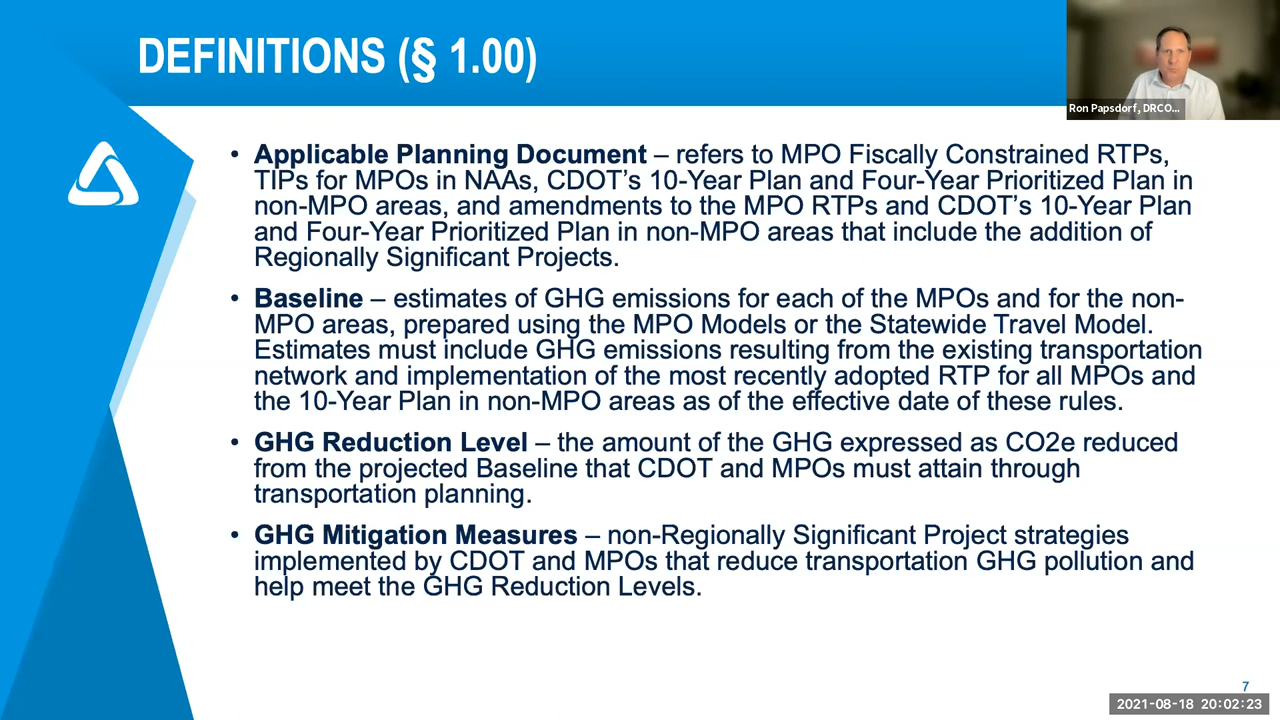 DEFINITIONS (§ 1.00)
Ron Papsdorf, DRCO...
• Applicable Planning Document – refers to MPO Fiscally Constrained RTPs,
TIPs for MPOs in NAAs, CDOT's 10-Year Plan and Four-Year Prioritized Plan in
non-MPO areas, and amendments to the MPO RTPs and CDOT's 10-Year Plan
and Four-Year Prioritized Plan in non-MPO areas that include the addition of
Regionally Significant Projects.
• Baseline – estimates of GHG emissions for each of the MPOs and for the non-
MPO areas, prepared using the MPO Models or the Statewide Travel Model.
Estimates must include GHG emissions resulting from the existing transportation
network and implementation of the most recently adopted RTP for all MPOs and
the 10-Year Plan in non-MPO areas as of the effective date of these rules.
• GHG Reduction Level – the amount of the GHG expressed as CO2e reduced
from the projected Baseline that CDOT and MPOs must attain through
transportation planning.
• GHG Mitigation Measures – non-Regionally Significant Project strategies
implemented by CDOT and MPOs that reduce transportation GHG pollution and
help meet the GHG Reduction Levels.
7
2021-08-18 20:02:23